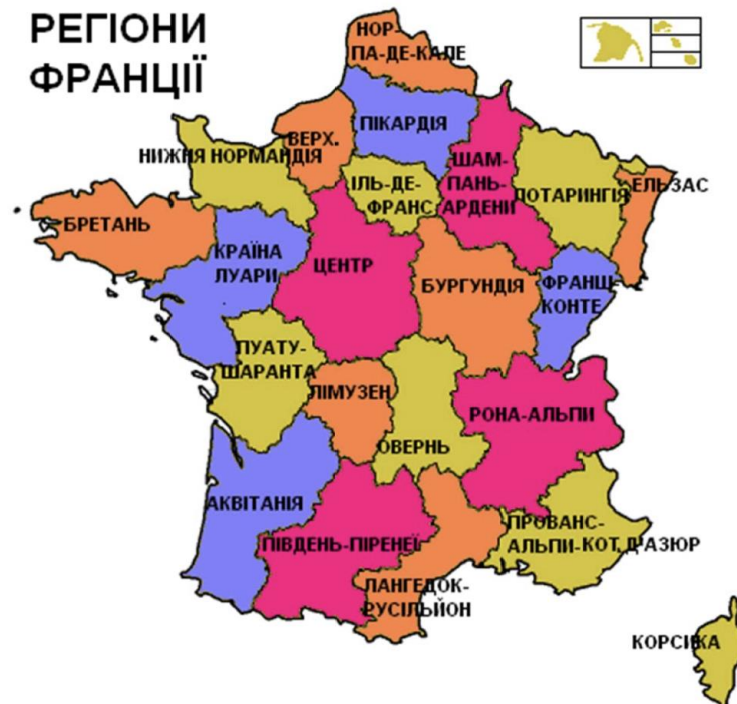 РЕГІОНИ
ФРАНЦІЇ
НОР-
ПА-ДЕ-КАЛЕ
ПІКАРДІЯ
ВЕРХ.
НИЖНЯ НОРМАНДІЯ
ІЛЬ-ДЕ-
ФРАНС
ШАМ-
ПАНЬ-
АРДЕНИ
ЛОТАРИНГІЯ
ЕЛЬЗАС
БРЕТАНЬ
КРАЇНА
ЛУАРИ
ЦЕНТР
БУРГУНДІЯ
ФРАНШ-
КОНТЕ
ПУАТУ-
ШАРАНТА
ЛІМУЗЕН
ОВЕРНЬ
РОНА-АЛЬПИ
АКВІТАНІЯ
ПІВДЕНЬ-ПІРЕНЕЇ
ПРОВАНС-
АЛЬПИ-КОТ Д'АЗЮР
ЛАНГЕДОК-
РУСІЛЬЙОН
КОРСИКА